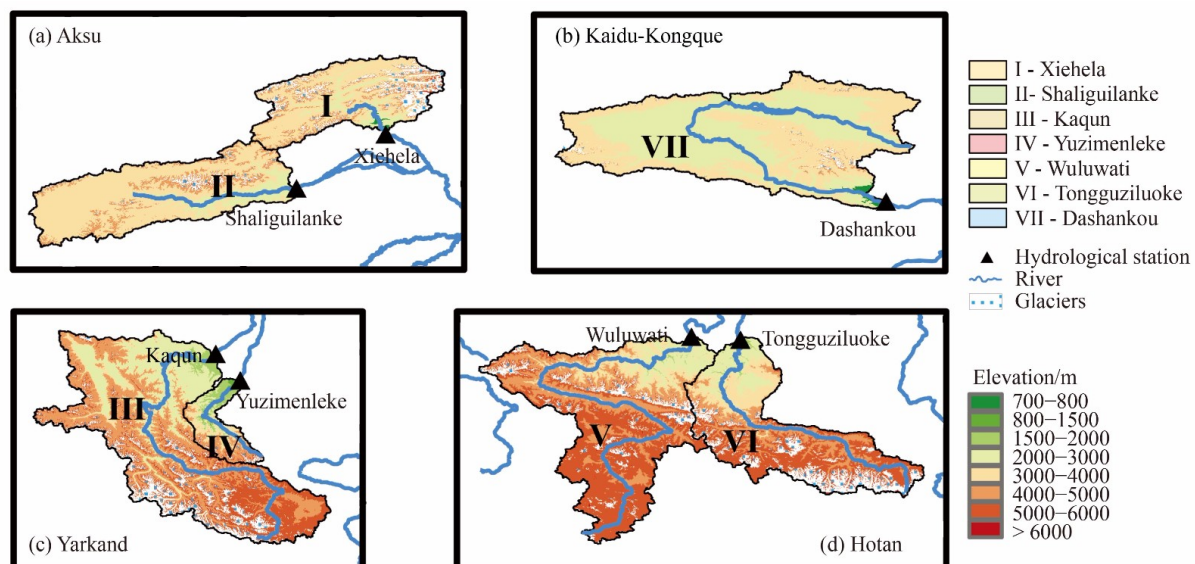 (a) Aksu
I
Xiehela
II
Shaliguilanke
(b) Kaidu-Kongque
VII
Dashankou
I - Xiehela
II- Shaliguilanke
III - Kaqun
IV - Yuzimenleke
V - Wuluwati
VI - Tongguziluoke
VII - Dashankou
Hydrological station
River
Glaciers
Kaqun
Yuzimenleke
III
IV
(c) Yarkand
Wuluwati
Tongguziluoke
V
VI
(d) Hotan
Elevation/m
700−800
800−1500
1500−2000
2000−3000
3000−4000
4000−5000
5000−6000
> 6000